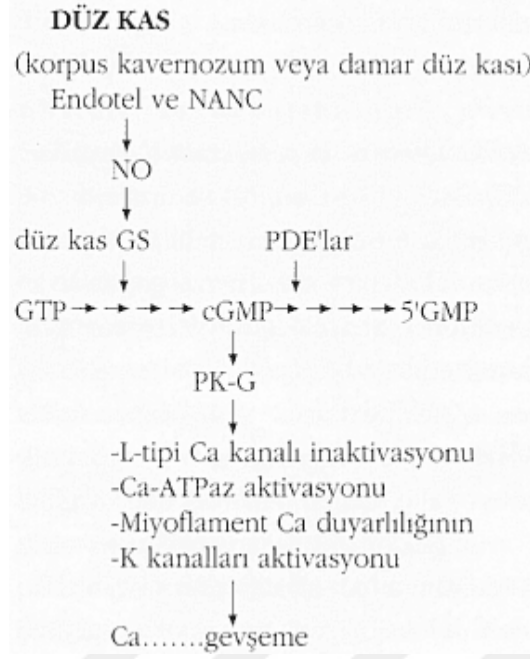 DÜZ KAS
(korpus kavernozum veya damar düz kası)
Endotel ve NANC
NO
düz kas GS PDE'lar
GTP cGMP 5'GMP
PK-G
-L-tipi Ca kanalı inaktivasyonu
-Ca-ATPaz aktivasyonu
-Miyoflament Ca duyarlılığının
-K kanalları aktivasyonu
Ca.......gevşeme